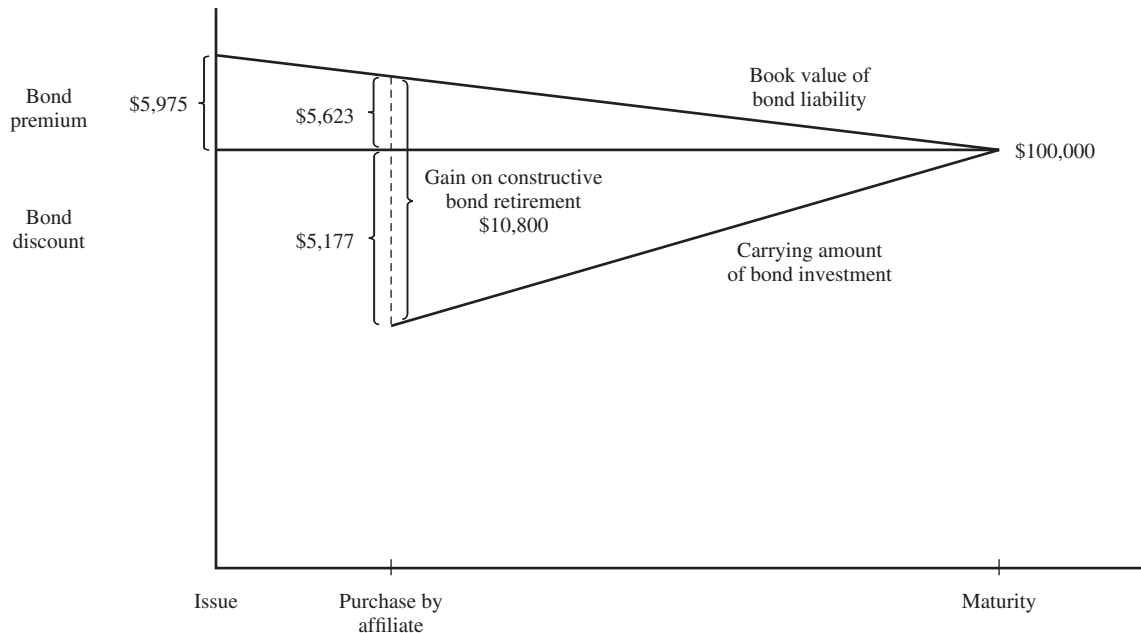 Bond
premium
$5,975
$5,623
Book value of
bond liability
$100,000
Bond
discount
$5,177
Gain on constructive
bond retirement
$10,800
Carrying amount
of bond investment
Issue
Purchase by
affiliate
Maturity